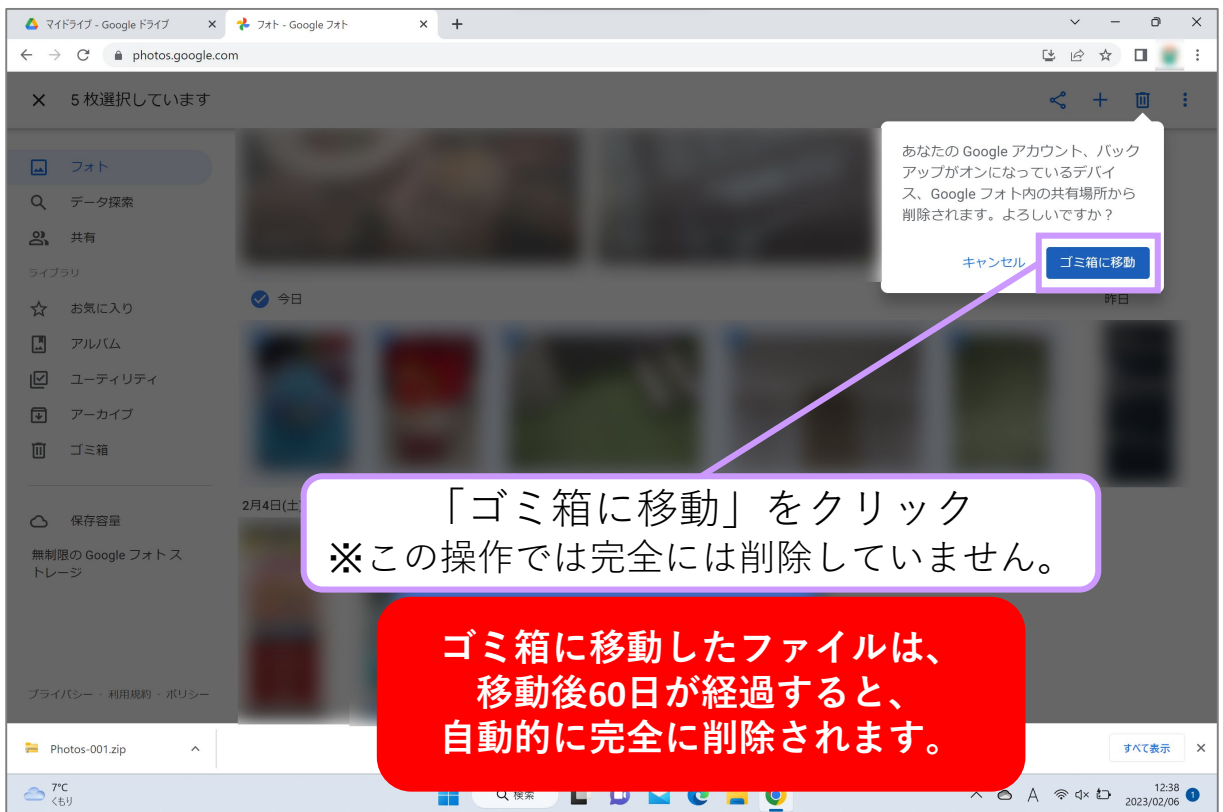 マイドライブ - Google ドライブ
フォト - Google フォト
photos.google.com
5 枚選択しています
あなたの Google アカウント、バック
アップがオンになっているデバイ
ス、Google フォト内の共有場所から
削除されます。よろしいですか？
キャンセル
ゴミ箱に移動
フォト
データ探索
共有
ライブラリ
お気に入り
アルバム
ユーティリティ
アーカイブ
ゴミ箱
保存容量
無制限の Google フォト ス
トレージ
プライバシー · 利用規約 · ポリシー
今日
昨日
2月4日(土
「ゴミ箱に移動」をクリック
※この操作では完全には削除していません。
ゴミ箱に移動したファイルは、
移動後60日が経過すると、
自動的に完全に削除されます。
Photos-001.zip
すべて表示
7°C
くもり
検索
A
12:38
2023/02/06
1